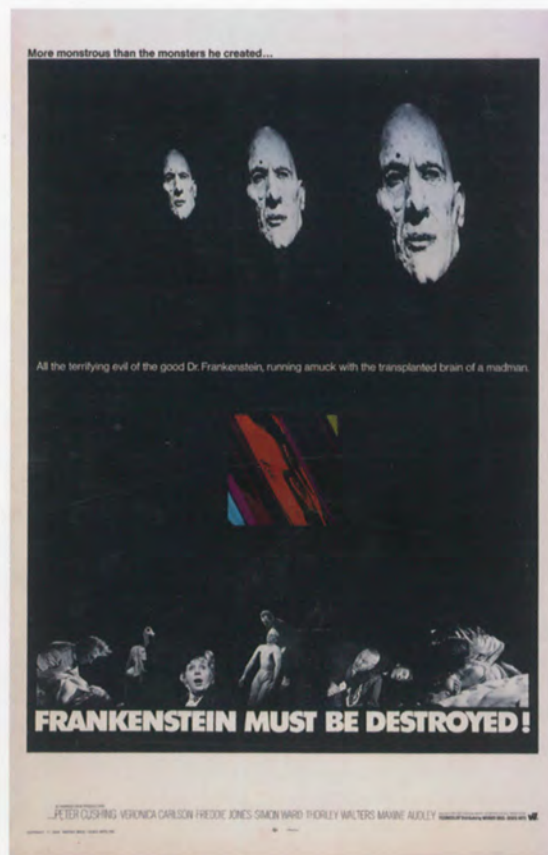 More monstrous than the monsters he created...
All the terrifying evil of the good Dr. Frankenstein, running amuck with the transplanted brain of a madman.
FRANKENSTEIN MUST BE DESTROYED!
...PETER CUSHING VERONICA CARLSON FREDDIE JONES SIMON WARD THORLEY WALTERS MAXINE AUDLEY